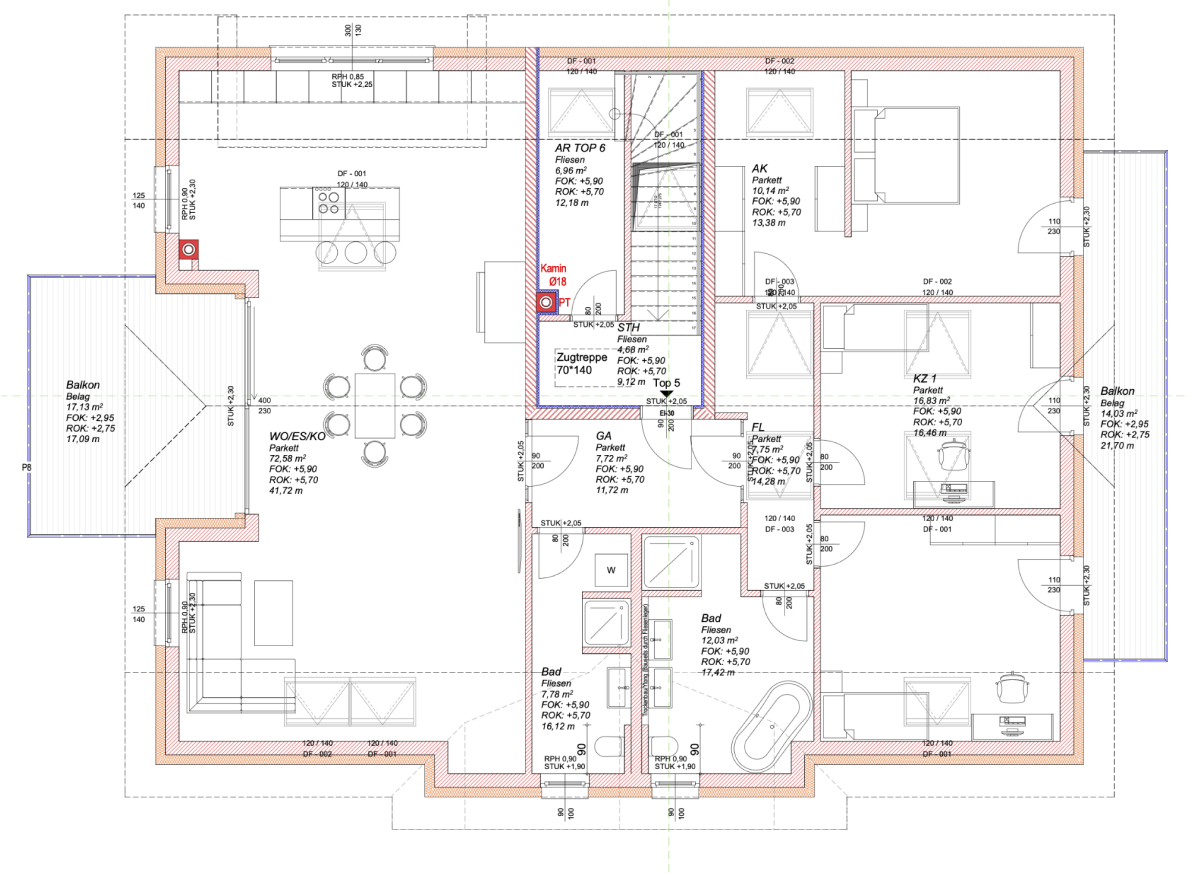 300
130
RPH 0,85
STUK +2,25
DF - 001
120 / 140
DF - 002
120 / 140
DF - 001
120 / 140
AR TOP 6
Fliesen
6,96 m²
FOK: +5,90
ROK: +5,70
12,18 m
AK
Parkett
10,14 m²
FOK: +5,90
ROK: +5,70
13,38 m
DF - 001
120 / 140
125
140
RPH 0,90
STUK +2,30
110
230
STUK +2,30
Kamin
Ø18
PT
80
200
STUK +2,05
DF - 003
120 / 140
80
200
STUK +2,05
DF - 002
120 / 140
STH
Fliesen
4,68 m²
FOK: +5,90
ROK: +5,70
9,12 m
Zugtreppe
70*140
Top 5
STUK +2,05
EI-30
90
200
Balkon
Belag
17,13 m²
FOK: +2,95
ROK: +2,75
17,09 m
P8
STUK +2,30
400
230
WO/ES/KO
Parkett
72,58 m²
FOK: +5,90
ROK: +5,70
41,72 m
KZ 1
Parkett
16,83 m²
FOK: +5,90
ROK: +5,70
16,46 m
110
230
STUK +2,30
Balkon
Belag
14,03 m²
FOK: +2,95
ROK: +2,75
21,70 m
STUK +2,05
90
200
GA
Parkett
7,72 m²
FOK: +5,90
ROK: +5,70
11,72 m
90
200
STUK +2,05
FL
Parkett
7,75 m²
FOK: +5,90
ROK: +5,70
14,28 m
STUK +2,05
80
200
STUK +2,05
80
200
120 / 140
DF - 003
STUK +2,05
80
200
120 / 140
DF - 001
110
230
STUK +2,30
W
STUK +2,05
80
200
125
140
RPH 0,90
STUK +2,30
Bad
Fliesen
12,03 m²
FOK: +5,90
ROK: +5,70
17,42 m
Bad
Fliesen
7,78 m²
FOK: +5,90
ROK: +5,70
16,12 m
90
90
RPH 0,90
STUK +1,90
RPH 0,90
STUK +1,90
120 / 140
DF - 002
120 / 140
DF - 001
120 / 140
DF - 001
90
100
90
100